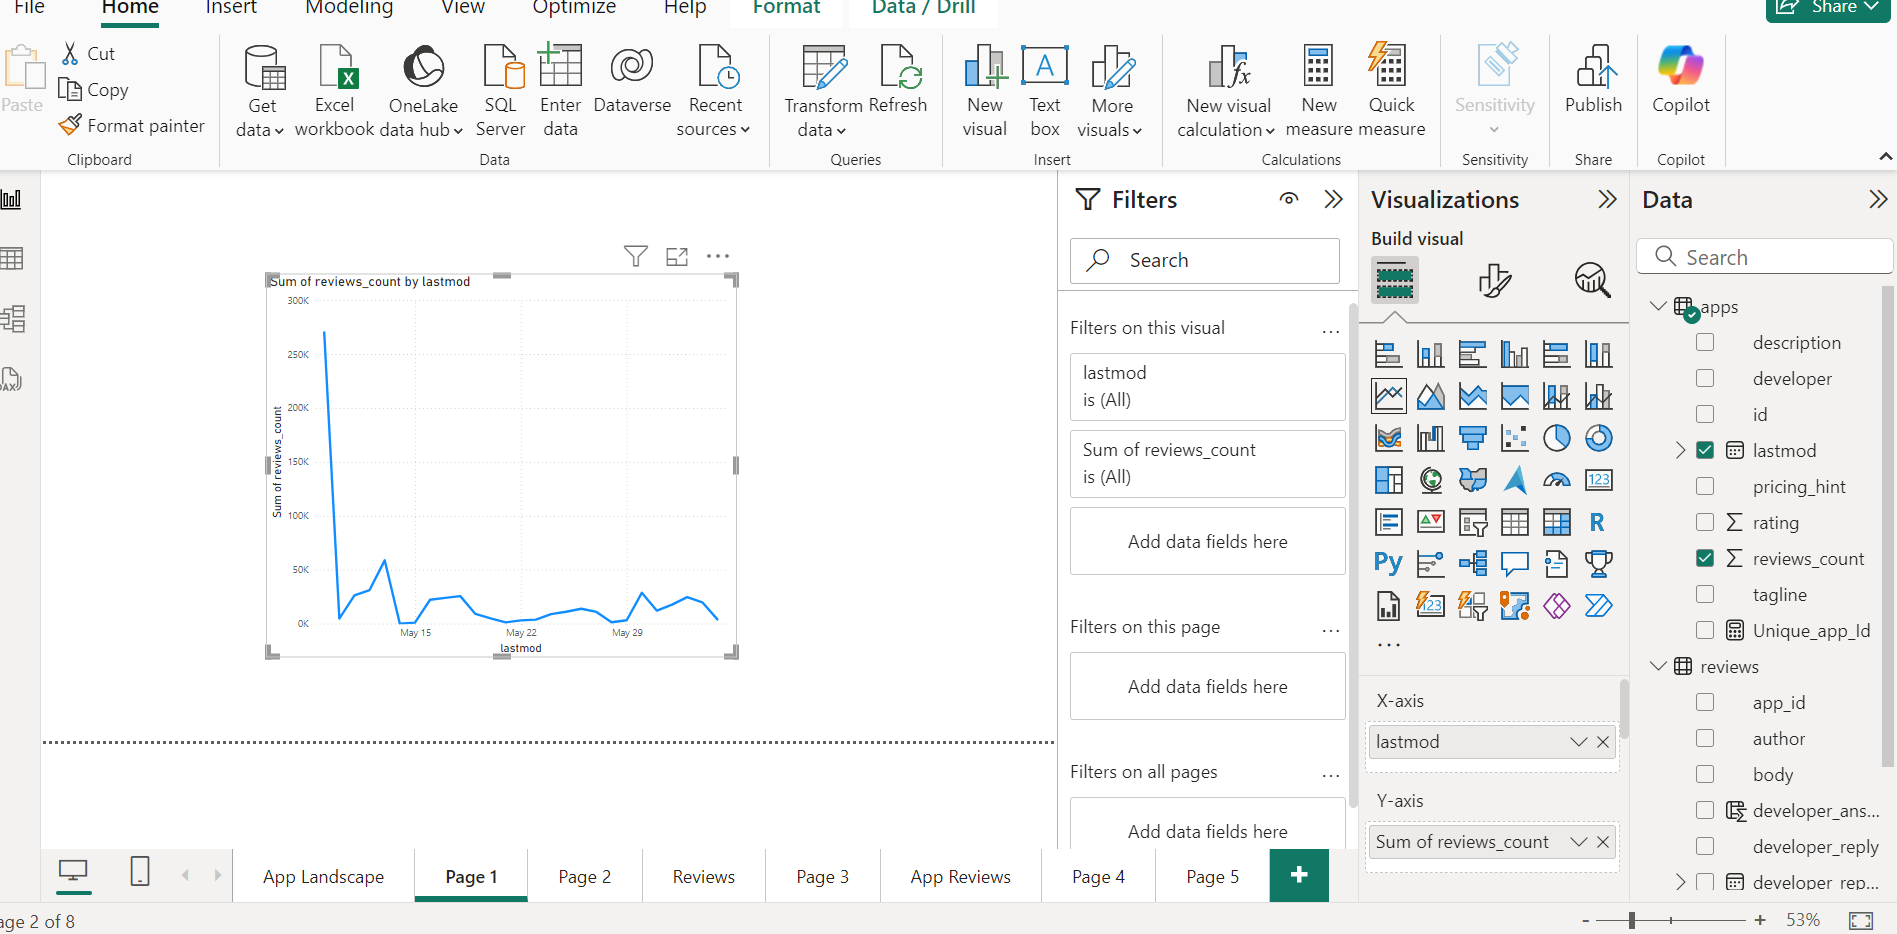 File
Home
Insert
Modeling
View
Optimize
Help
Format
Data / Drill
Share
Paste
Cut
Copy
Format painter
Clipboard
Get data
Excel workbook
OneLake data hub
SQL Server
Enter data
Dataverse
Recent sources
Data
Transform data
Refresh
Queries
New visual
Text box
More visuals
Insert
New visual calculation
New measure
Quick measure
Calculations
Sensitivity
Sensitivity
Publish
Share
Copilot
Copilot
Sum of reviews_count by lastmod
300K
250K
200K
150K
100K
50K
0K
Sum of reviews_count
May 15
May 22
May 29
lastmod
Filters
Search
Filters on this visual
lastmod
is (All)
Sum of reviews_count
is (All)
Add data fields here
Filters on this page
Add data fields here
Filters on all pages
Add data fields here
Visualizations
Build visual
123
R
Py
123
X-axis
lastmod
Y-axis
Sum of reviews_count
Data
Search
apps
description
developer
id
lastmod
pricing_hint
rating
reviews_count
tagline
Unique_app_Id
reviews
app_id
author
body
developer_ans...
developer_reply
developer_rep...
App Landscape
Page 1
Page 2
Reviews
Page 3
App Reviews
Page 4
Page 5
age 2 of 8
53%